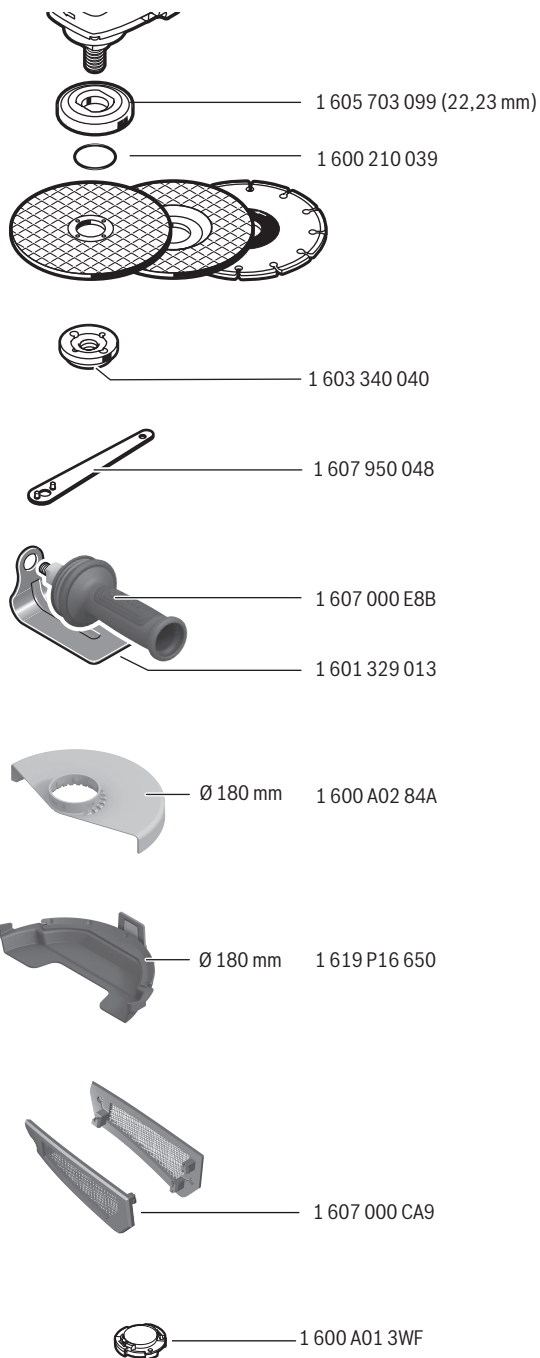 1 605 703 099 (22,23 mm)
1 600 210 039
1 603 340 040
1 607 950 048
1 607 000 E8B
1 601 329 013
Ø 180 mm 1 600 A02 84A
Ø 180 mm 1 619 P16 650
1 607 000 CA9
1 600 A01 3WF